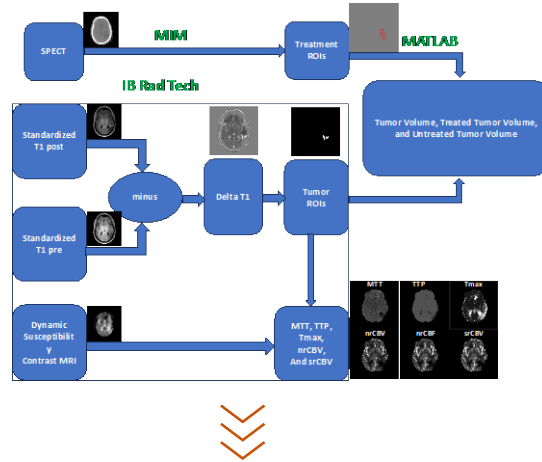 MIM
SPECT
Treatment
ROIs
MATLAB
IB Rad Tech
Tumor Volume, Treated Tumor Volume,
and Untreated Tumor Volume
Standardized
T1 post
minus
Delta T1
Tumor
ROIs
Standardized
T1 pre
Dynamic
Susceptibilit
y
Contrast MRI
MTT, TTP,
Tmax,
nrCBV,
And srCBV
MTT
TTP
Tmax
nrCBV
nrCBF
srCBV